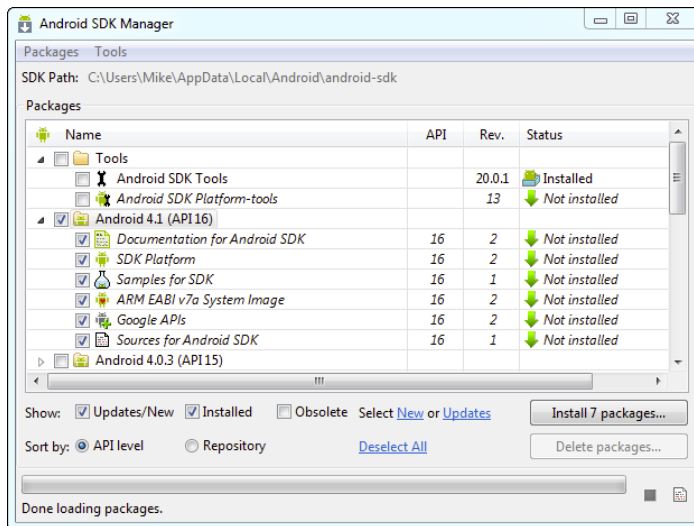 Android SDK Manager
Packages Tools
SDK Path: C:\Users\Mike\AppData\Local\Android\android-sdk
Packages
Name API Rev. Status
Tools
Android SDK Tools 20.0.1 Installed
Android SDK Platform-tools 13 Not installed
Android 4.1 (API 16)
Documentation for Android SDK 16 2 Not installed
SDK Platform 16 2 Not installed
Samples for SDK 16 1 Not installed
ARM EABI v7a System Image 16 2 Not installed
Google APIs 16 2 Not installed
Sources for Android SDK 16 1 Not installed
Android 4.0.3 (API 15)
Show: Updates/New Installed Obsolete Select New or Updates Install 7 packages...
Sort by: API level Repository Deselect All Delete packages...
Done loading packages.